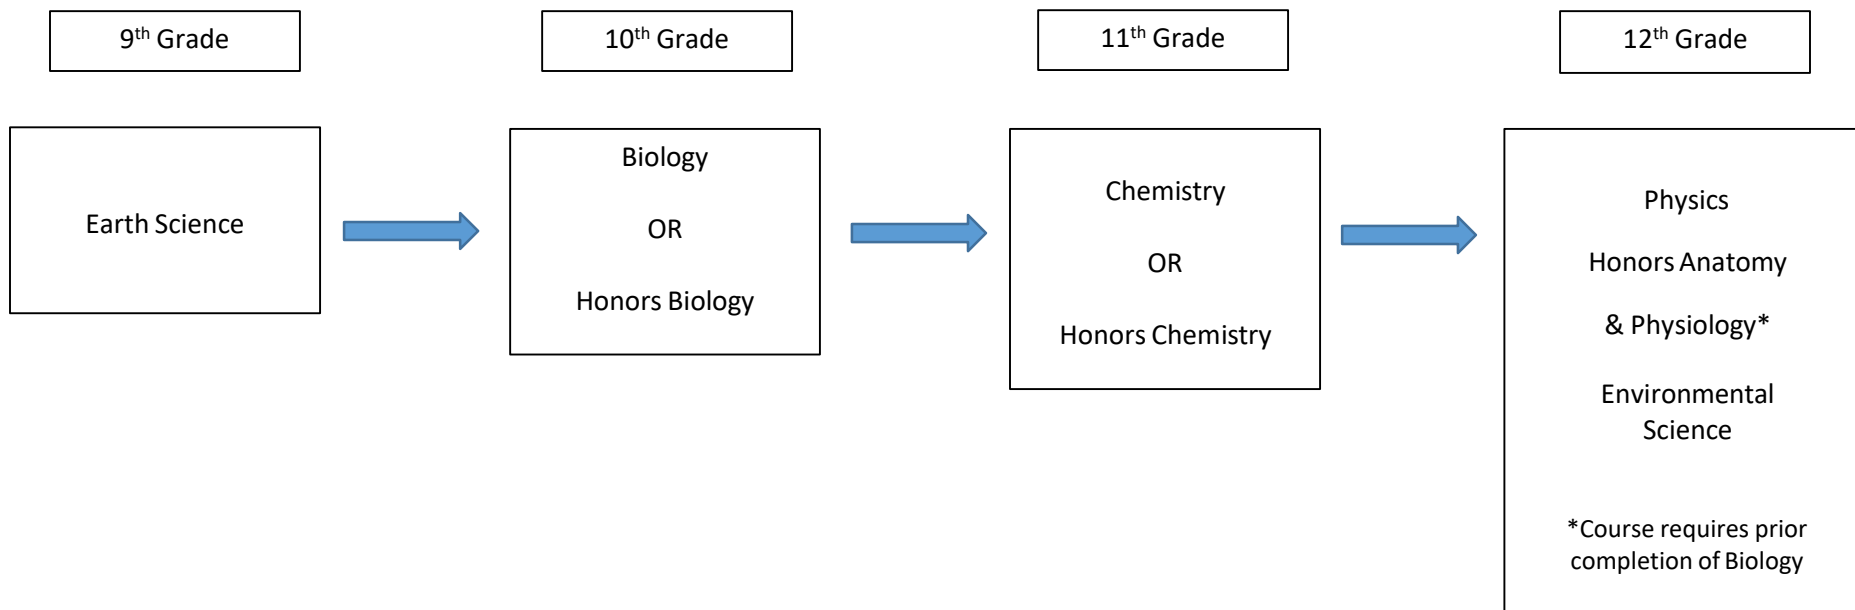 9th Grade
10th Grade
11th Grade
12th Grade
Earth Science
Biology
OR
Honors Biology
Chemistry
OR
Honors Chemistry
Physics
Honors Anatomy
& Physiology*
Environmental
Science
*Course requires prior
completion of Biology